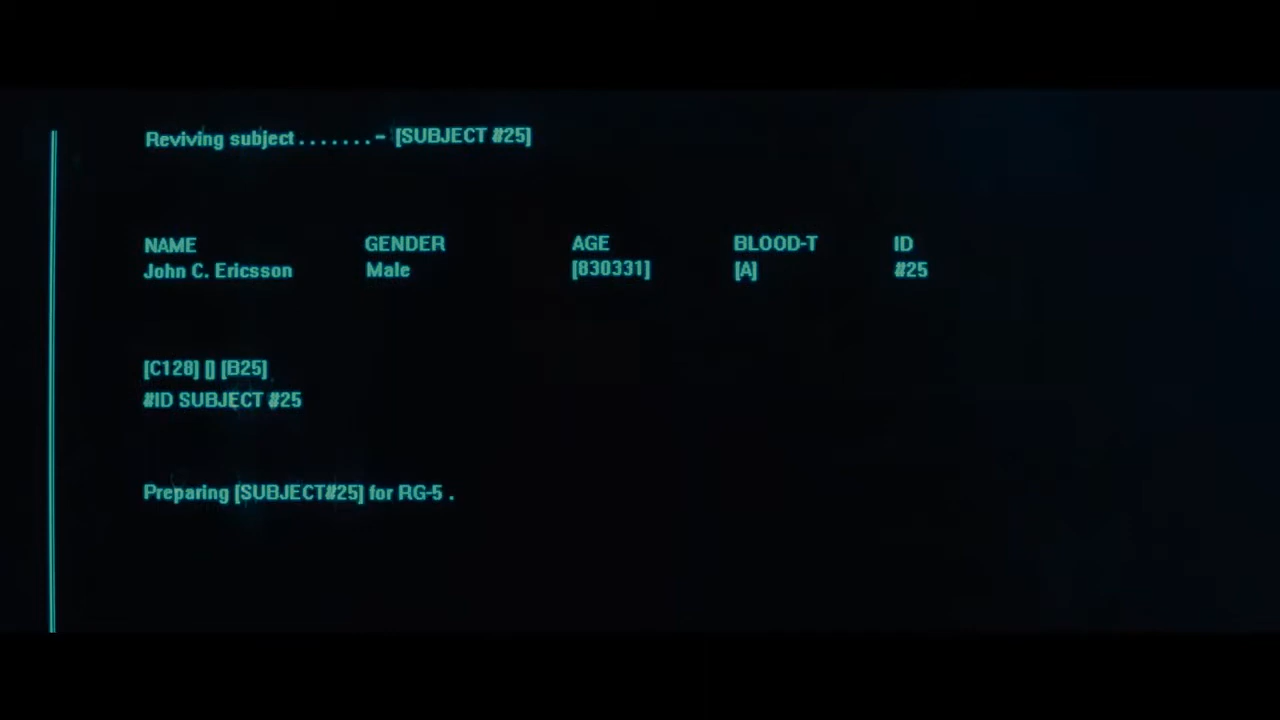 Reviving subject.......- [SUBJECT #25]
NAME GENDER AGE BLOOD-T ID
John C. Ericsson Male [830331] [A] #25
[C128] [] [B25]
#ID SUBJECT #25
Preparing [SUBJECT#25] for RG-5 .